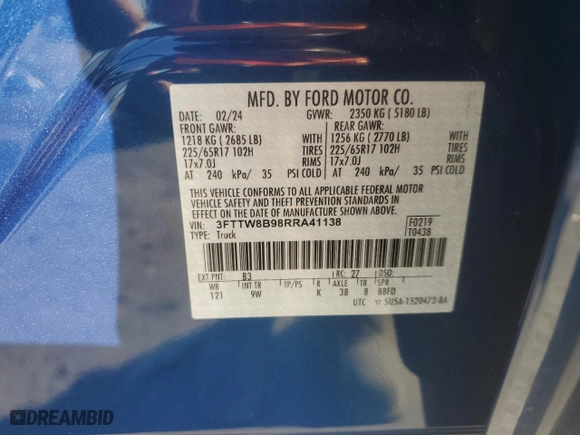 MFD. BY FORD MOTOR CO.
DATE: 02/24 GVWR: 2350 KG ( 5180 LB)
FRONT GAWR: REAR GAWR:
1218 KG ( 2685 LB) WITH 1256 KG ( 2770 LB) WITH
225/65R17 102H TIRES 225/65R17 102H TIRES
17x7.0J RIMS 17x7.0J RIMS
AT 240 kPa/ 35 PSI COLD AT 240 kPa/ 35 PSI COLD
THIS VEHICLE CONFORMS TO ALL APPLICABLE FEDERAL MOTOR
VEHICLE SAFETY AND THEFT PREVENTION STANDARDS IN
EFFECT ON THE DATE OF MANUFACTURE SHOWN ABOVE.
VIN: 3FTTW8B98RRA41138 F0219
TYPE: Truck T0438
EXT PNT: B3 RC: 27 DSO:
WB INT TR TP/PS R AXLE TR SPR
121 9W K 38 8 BBFD
UTC SU5A-1520472-BA
DREAMBID